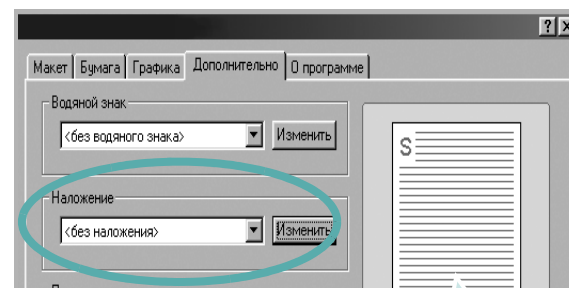 ? X
Макет Бумага Графика Дополнительно О программе
Водяной знак
<без водяного знака> Изменить
S
Наложение
<без наложения> Изменить